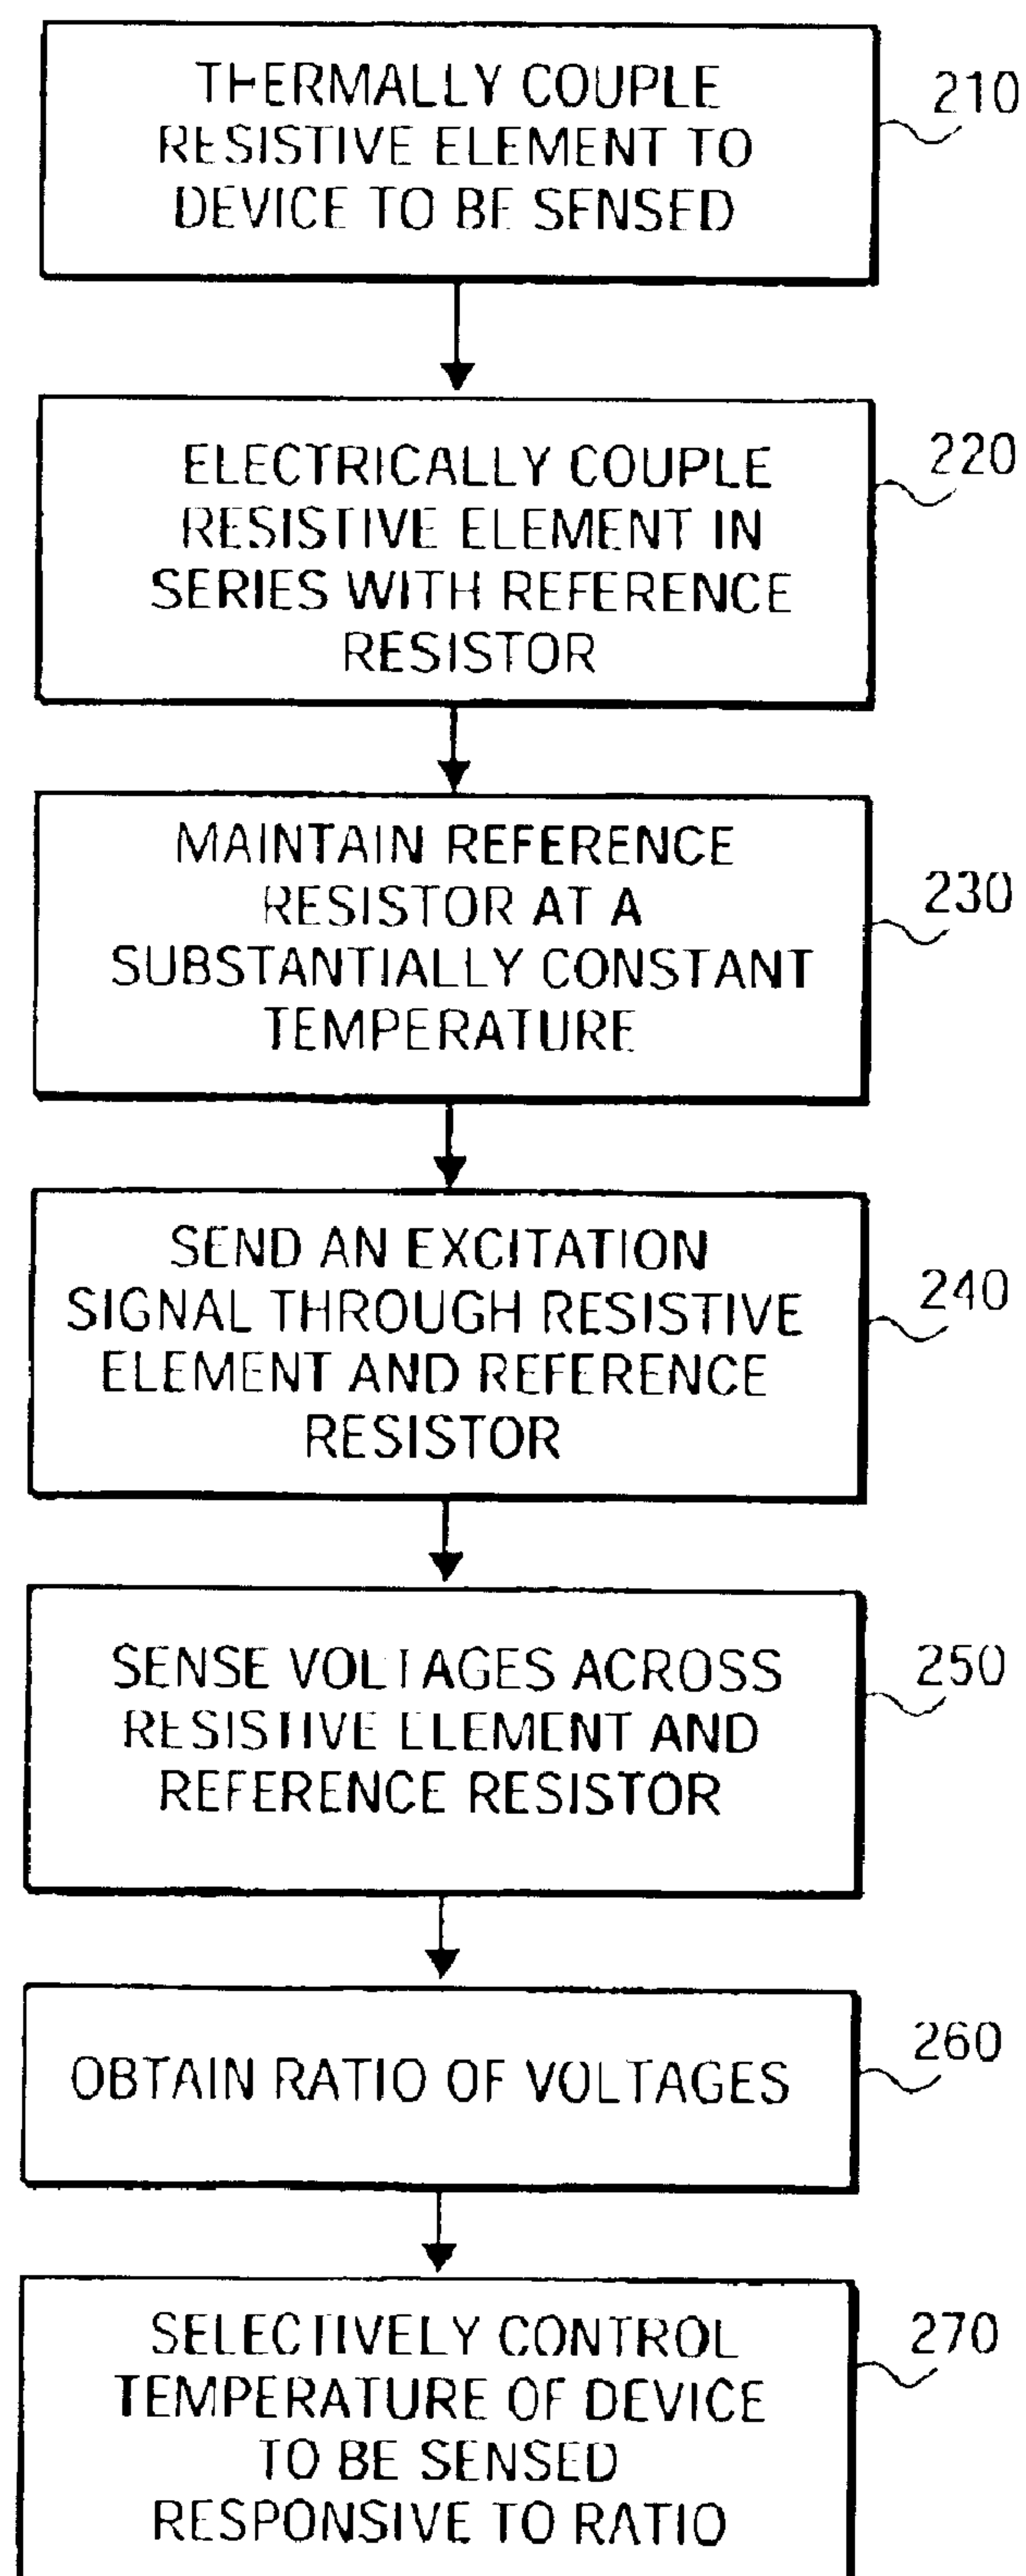 THERMALLY COUPLE
RESISTIVE ELEMENT TO
DEVICE TO BE SENSED
210
ELECTRICALLY COUPLE
RESISTIVE ELEMENT IN
SERIES WITH REFERENCE
RESISTOR
220
MAINTAIN REFERENCE
RESISTOR AT A
SUBSTANTIALLY CONSTANT
TEMPERATURE
230
SEND AN EXCITATION
SIGNAL THROUGH RESISTIVE
ELEMENT AND REFERENCE
RESISTOR
240
SENSE VOLTAGES ACROSS
RESISTIVE ELEMENT AND
REFERENCE RESISTOR
250
OBTAIN RATIO OF VOLTAGES
260
SELECTIVELY CONTROL
TEMPERATURE OF DEVICE
TO BE SENSED
RESPONSIVE TO RATIO
270